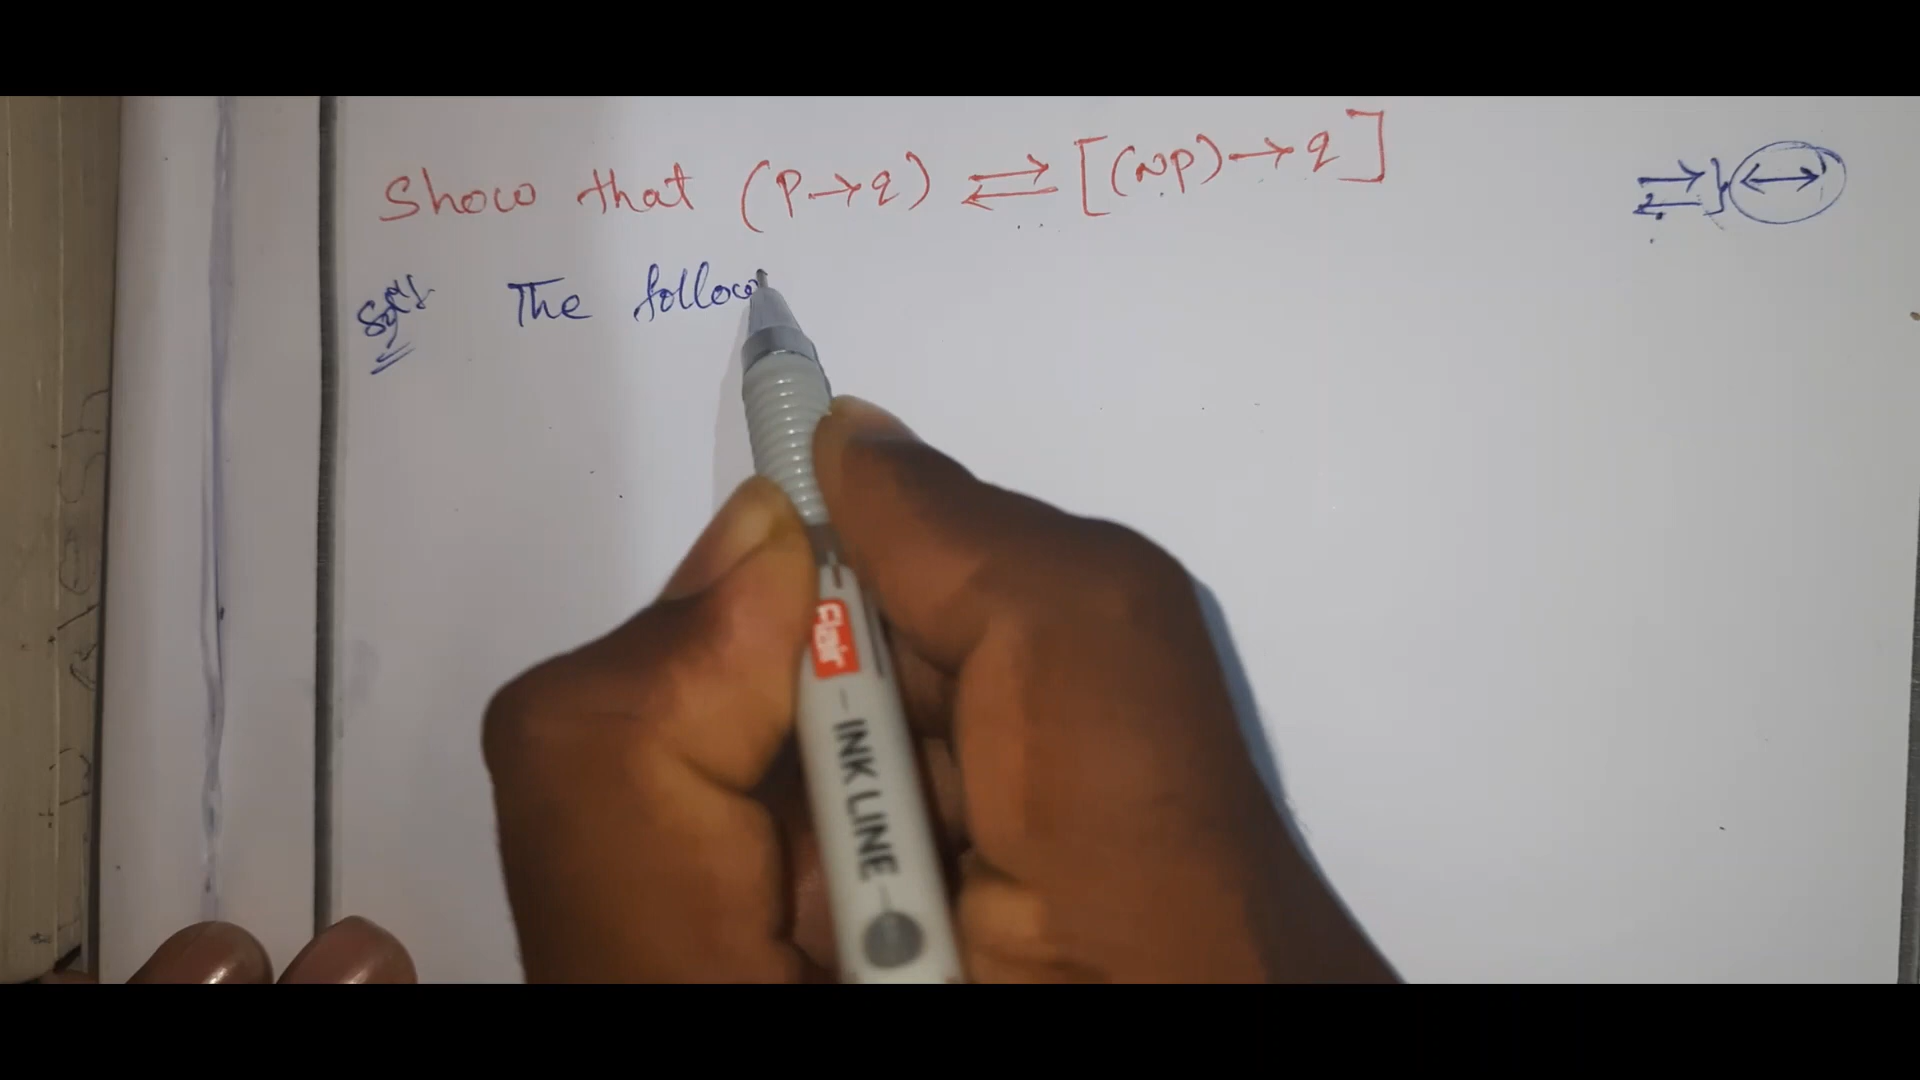 Show that (P→q) ⇄ [(~p)→q]
⇄} ↔
Sol'n The follow
Flair
INK LINE